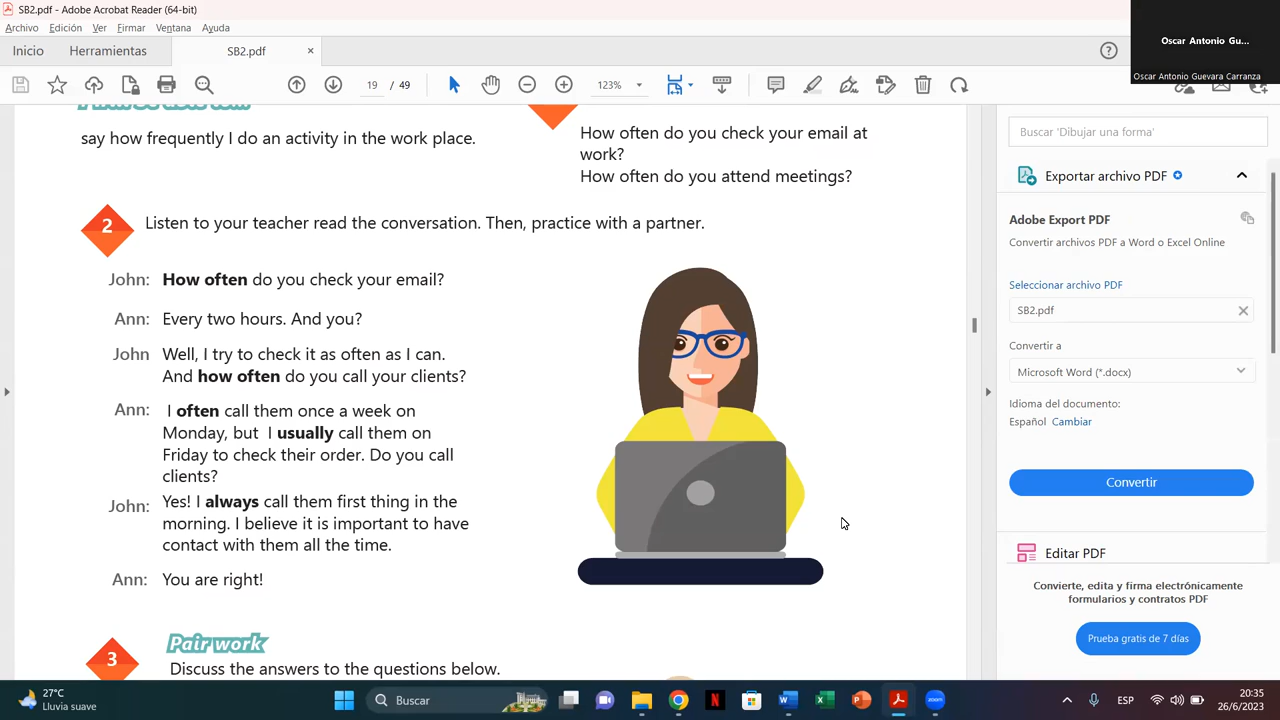 SB2.pdf - Adobe Acrobat Reader (64-bit)
Archivo Edición Ver Firmar Ventana Ayuda
Inicio Herramientas SB2.pdf ×
19 / 49 123%
Oscar Antonio Gu...
Oscar Antonio Guevara Carranza
say how frequently I do an activity in the work place.
How often do you check your email at
work?
How often do you attend meetings?
2 Listen to your teacher read the conversation. Then, practice with a partner.
John: How often do you check your email?
Ann: Every two hours. And you?
John Well, I try to check it as often as I can.
And how often do you call your clients?
Ann: I often call them once a week on
Monday, but I usually call them on
Friday to check their order. Do you call
clients?
John: Yes! I always call them first thing in the
morning. I believe it is important to have
contact with them all the time.
Ann: You are right!
3 Pair work
Discuss the answers to the questions below.
Buscar 'Dibujar una forma'
Exportar archivo PDF
Adobe Export PDF
Convertir archivos PDF a Word o Excel Online
Seleccionar archivo PDF
SB2.pdf
Convertir a
Microsoft Word (*.docx)
Idioma del documento:
Español Cambiar
Convertir
Editar PDF
Convierte, edita y firma electrónicamente
formularios y contratos PDF
Prueba gratis de 7 días
27°C
Lluvia suave
Buscar
ESP
20:35
26/6/2023